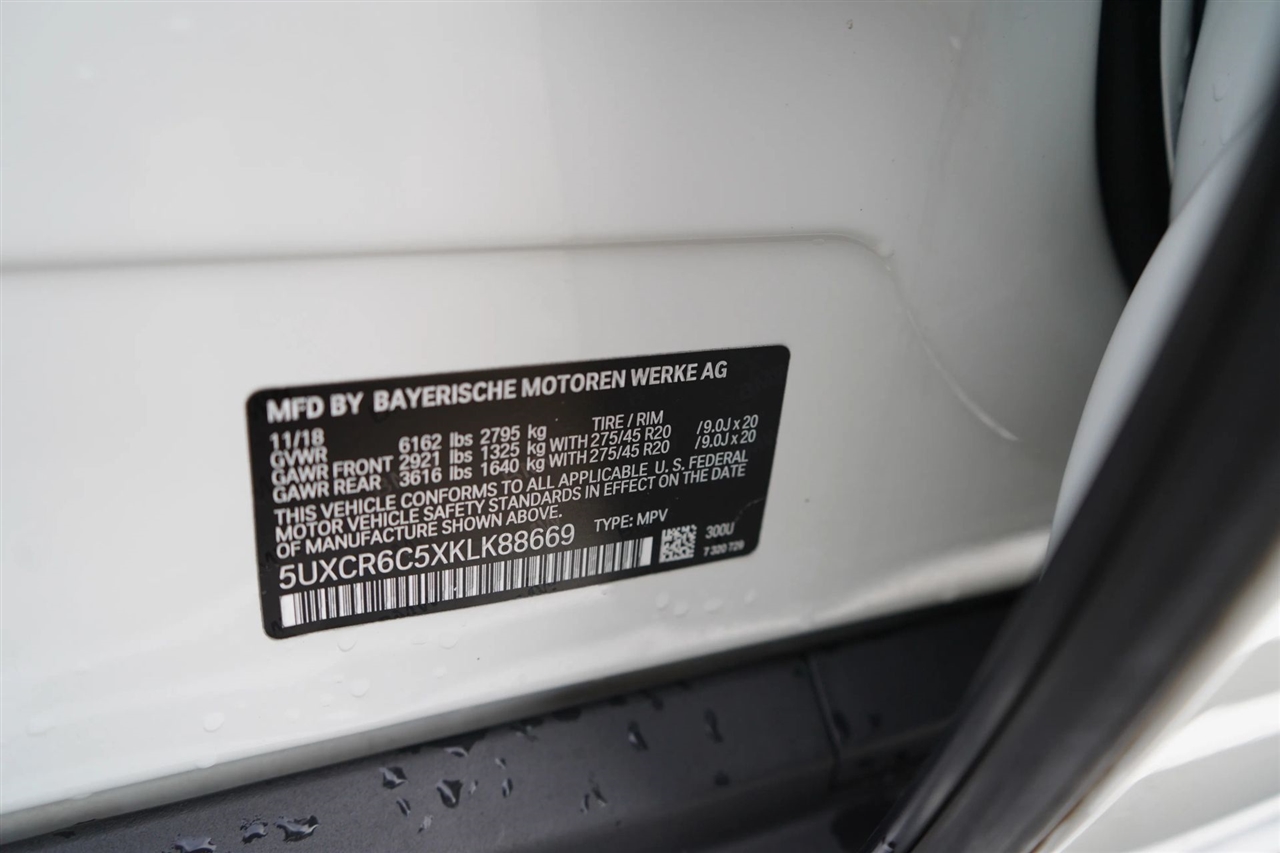 MFD BY BAYERISCHE MOTOREN WERKE AG
11/18 TIRE / RIM
GVWR 6162 lbs 2795 kg
GAWR FRONT 2921 lbs 1325 kg WITH 275/45 R20 /9.0J x 20
GAWR REAR 3616 lbs 1640 kg WITH 275/45 R20 /9.0J x 20
THIS VEHICLE CONFORMS TO ALL APPLICABLE U. S. FEDERAL
MOTOR VEHICLE SAFETY STANDARDS IN EFFECT ON THE DATE
OF MANUFACTURE SHOWN ABOVE.
5UXCR6C5XKLK88669 TYPE: MPV 300U
7 320 729